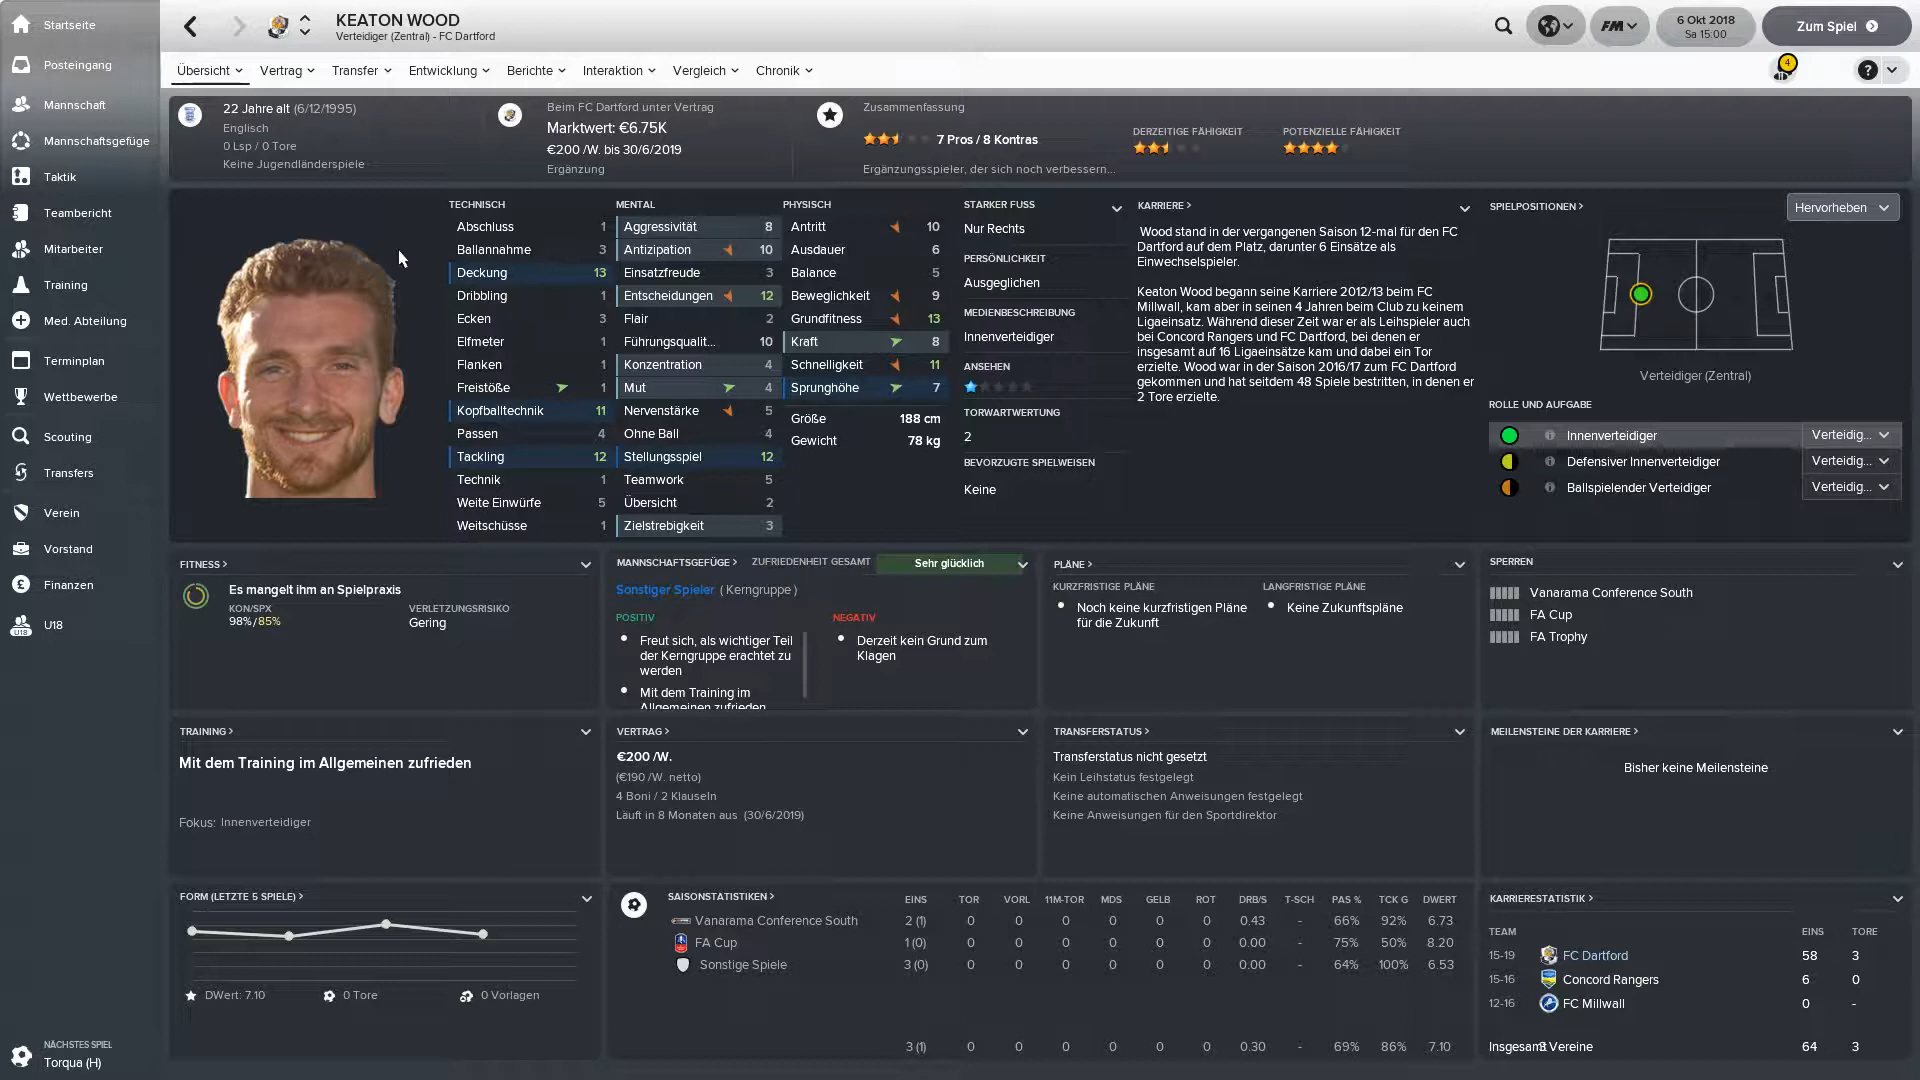 Startseite
Posteingang
Mannschaft
Mannschaftsgefüge
Taktik
Teambericht
Mitarbeiter
Training
Med. Abteilung
Terminplan
Wettbewerbe
Scouting
Transfers
Verein
Vorstand
Finanzen
U18
U18
NÄCHSTES SPIEL
Torqua (H)
KEATON WOOD
Verteidiger (Zentral) - FC Dartford
FM
6 Okt 2018
Sa 15:00
Zum Spiel
Übersicht Vertrag Transfer Entwicklung Berichte Interaktion Vergleich Chronik
4
?
22 Jahre alt (6/12/1995)
Englisch
0 Lsp / 0 Tore
Keine Jugendländerspiele
Beim FC Dartford unter Vertrag
Marktwert: €6.75K
€200 /W. bis 30/6/2019
Ergänzung
Zusammenfassung
7 Pros / 8 Kontras
Ergänzungsspieler, der sich noch verbessern...
DERZEITIGE FÄHIGKEIT
POTENZIELLE FÄHIGKEIT
TECHNISCH
Abschluss 1
Ballannahme 3
Deckung 13
Dribbling 1
Ecken 3
Elfmeter 1
Flanken 1
Freistöße 1
Kopfballtechnik 11
Passen 4
Tackling 12
Technik 1
Weite Einwürfe 5
Weitschüsse 1
MENTAL
Aggressivität 8
Antizipation 10
Einsatzfreude 3
Entscheidungen 12
Flair 2
Führungsqualit... 10
Konzentration 4
Mut 4
Nervenstärke 5
Ohne Ball 4
Stellungsspiel 12
Teamwork 5
Übersicht 2
Zielstrebigkeit 3
PHYSISCH
Antritt 10
Ausdauer 6
Balance 5
Beweglichkeit 9
Grundfitness 13
Kraft 8
Schnelligkeit 11
Sprunghöhe 7
Größe 188 cm
Gewicht 78 kg
STARKER FUSS
Nur Rechts
PERSÖNLICHKEIT
Ausgeglichen
MEDIENBESCHREIBUNG
Innenverteidiger
ANSEHEN
TORWARTWERTUNG
2
BEVORZUGTE SPIELWEISEN
Keine
KARRIERE >
Wood stand in der vergangenen Saison 12-mal für den FC
Dartford auf dem Platz, darunter 6 Einsätze als
Einwechselspieler.
Keaton Wood begann seine Karriere 2012/13 beim FC
Millwall, kam aber in seinen 4 Jahren beim Club zu keinem
Ligaeinsatz. Während dieser Zeit war er als Leihspieler auch
bei Concord Rangers und FC Dartford, bei denen er
insgesamt auf 16 Ligaeinsätze kam und dabei ein Tor
erzielte. Wood war in der Saison 2016/17 zum FC Dartford
gekommen und hat seitdem 48 Spiele bestritten, in denen er
2 Tore erzielte.
SPIELPOSITIONEN >
Hervorheben
Verteidiger (Zentral)
ROLLE UND AUFGABE
Innenverteidiger Verteidig...
Defensiver Innenverteidiger Verteidig...
Ballspielender Verteidiger Verteidig...
FITNESS >
Es mangelt ihm an Spielpraxis
KON/SPX
98%/85%
VERLETZUNGSRISIKO
Gering
MANNSCHAFTSGEFÜGE > ZUFRIEDENHEIT GESAMT Sehr glücklich
Sonstiger Spieler ( Kerngruppe )
POSITIV
Freut sich, als wichtiger Teil
der Kerngruppe erachtet zu
werden
Mit dem Training im
Allgemeinen zufrieden
NEGATIV
Derzeit kein Grund zum
Klagen
PLÄNE >
KURZFRISTIGE PLÄNE
Noch keine kurzfristigen Pläne
für die Zukunft
LANGFRISTIGE PLÄNE
Keine Zukunftspläne
SPERREN
Vanarama Conference South
FA Cup
FA Trophy
TRAINING >
Mit dem Training im Allgemeinen zufrieden
Fokus: Innenverteidiger
VERTRAG >
€200 /W.
(€190 /W. netto)
4 Boni / 2 Klauseln
Läuft in 8 Monaten aus (30/6/2019)
TRANSFERSTATUS >
Transferstatus nicht gesetzt
Kein Leihstatus festgelegt
Keine automatischen Anweisungen festgelegt
Keine Anweisungen für den Sportdirektor
MEILENSTEINE DER KARRIERE >
Bisher keine Meilensteine
FORM (LETZTE 5 SPIELE) >
DWert: 7.10 0 Tore 0 Vorlagen
SAISONSTATISTIKEN > EINS TOR VORL 11M-TOR MDS GELB ROT DRB/S T-SCH PAS % TCK G DWERT
Vanarama Conference South 2 (1) 0 0 0 0 0 0 0.43 - 66% 92% 6.73
FA Cup 1 (0) 0 0 0 0 0 0 0.00 - 75% 50% 8.20
Sonstige Spiele 3 (0) 0 0 0 0 0 0 0.00 - 64% 100% 6.53
3 (1) 0 0 0 0 0 0 0.30 - 69% 86% 7.10
KARRIERESTATISTIK >
TEAM EINS TORE
15-19 FC Dartford 58 3
15-16 Concord Rangers 6 0
12-16 FC Millwall 0 -
Insgesamt 3 Vereine 64 3